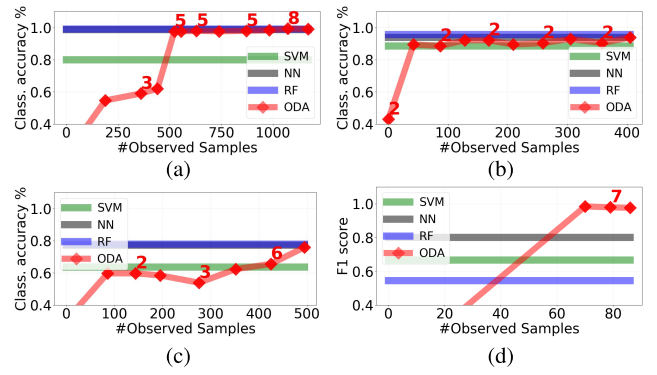 1.0
0.8
0.6
0.4
Class. accuracy %
3
5
5
5
8
SVM
NN
RF
ODA
0 250 500 750 1000
#Observed Samples
(a)
1.0
0.8
0.6
0.4
Class. accuracy %
2
2
2
2
2
2
SVM
NN
RF
ODA
0 100 200 300 400
#Observed Samples
(b)
1.0
0.8
0.6
0.4
Class. accuracy %
SVM
NN
RF
ODA
2
3
6
0 100 200 300 400 500
#Observed Samples
(c)
1.0
0.8
0.6
0.4
F1 score
SVM
NN
RF
ODA
7
0 20 40 60 80
#Observed Samples
(d)